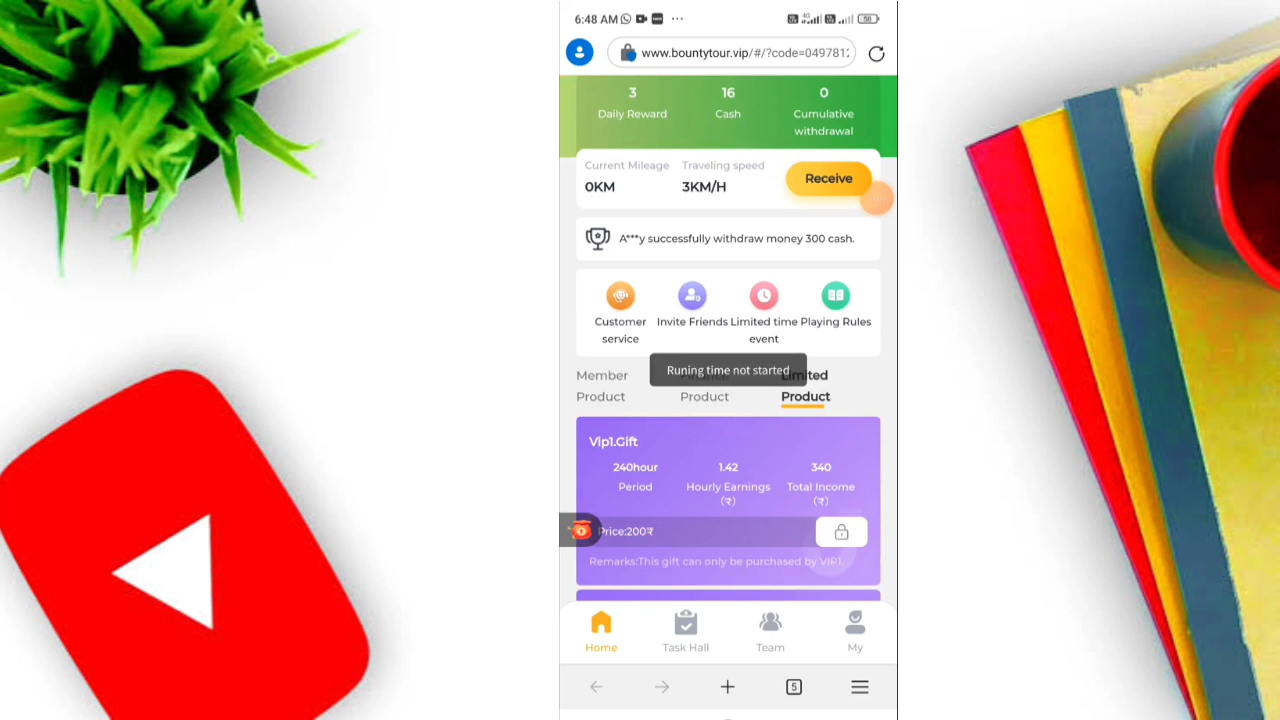 6:48 AM
4G
58
www.bountytour.vip/#/?code=049781
3
16
0
Daily Reward
Cash
Cumulative
withdrawal
Current Mileage
Traveling speed
0KM
3KM/H
Receive
A***y successfully withdraw money 300 cash.
Customer
service
Invite Friends
Limited time
event
Playing Rules
Runing time not started
Member
Product
Product
Limited
Product
Vip1.Gift
240hour
1.42
340
Period
Hourly Earnings
(₹)
Total Income
(₹)
Price:200₹
Remarks:This gift can only be purchased by VIP1.
Home
Task Hall
Team
My
5